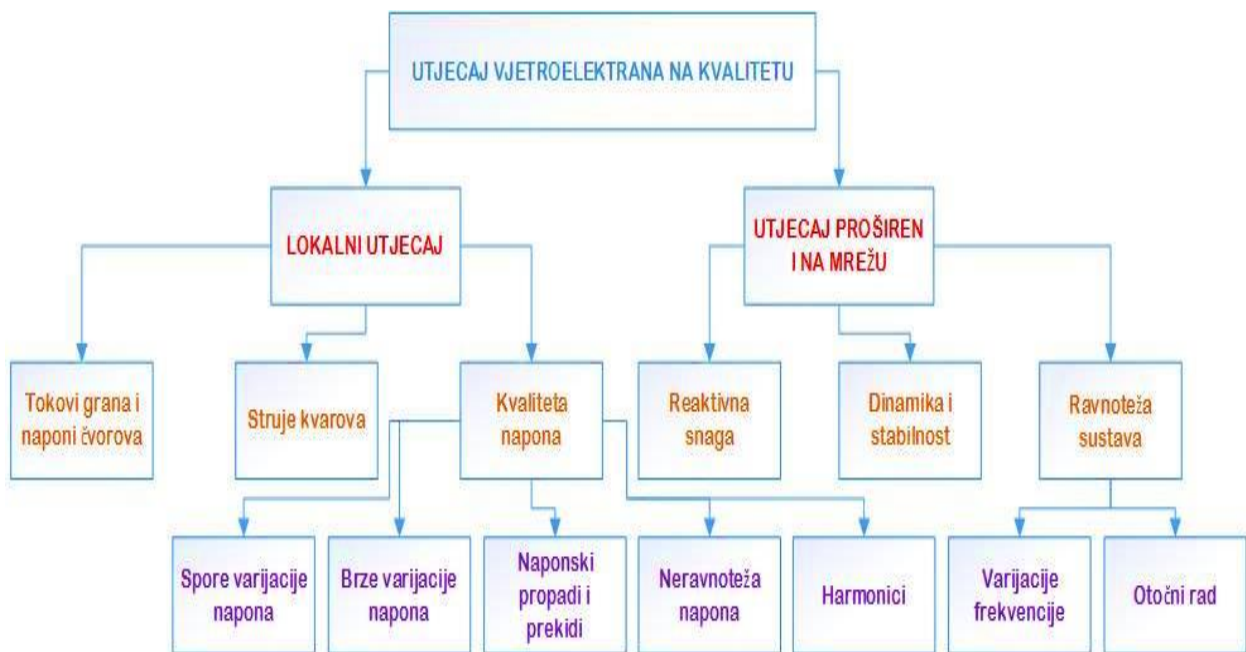 UTJECAJ VJETROELEKTRANA NA KVALITETU
LOKALNI UTJECAJ
UTJECAJ PROŠIREN
I NA MREŽU
Tokovi grana i
naponi čvorova
Struje kvarova
Kvaliteta
napona
Reaktivna
snaga
Dinamika i
stabilnost
Ravnoteža
sustava
Spore varijacije
napona
Brze varijacije
napona
Naponski
propadi i
prekidi
Neravnoteža
napona
Harmonici
Varijacije
frekvencije
Otočni rad